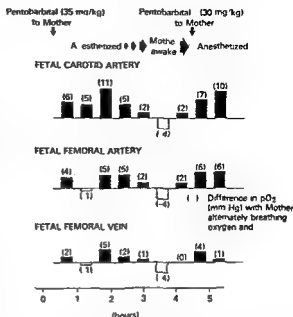 Pentobarbital (35 mg/kg) to Mother
Pentobarbital (30 mg/kg) to Mother
A esthetized
Mothe awake
Anesthetized
FETAL CAROTID ARTERY
(6) (5) (11) (5) (2) (4) (2) (7) (10)
FETAL FEMORAL ARTERY
(4) (1) (5) (5) (2) (4) (2) (6) (6)
( ) Difference in pO2
(mm Hg) with Mother
alternately breathing
oxygen and
FETAL FEMORAL VEIN
(2) (1) (5) (2) (1) (4) (0) (4) (1)
0 1 2 3 4 5
(hours)